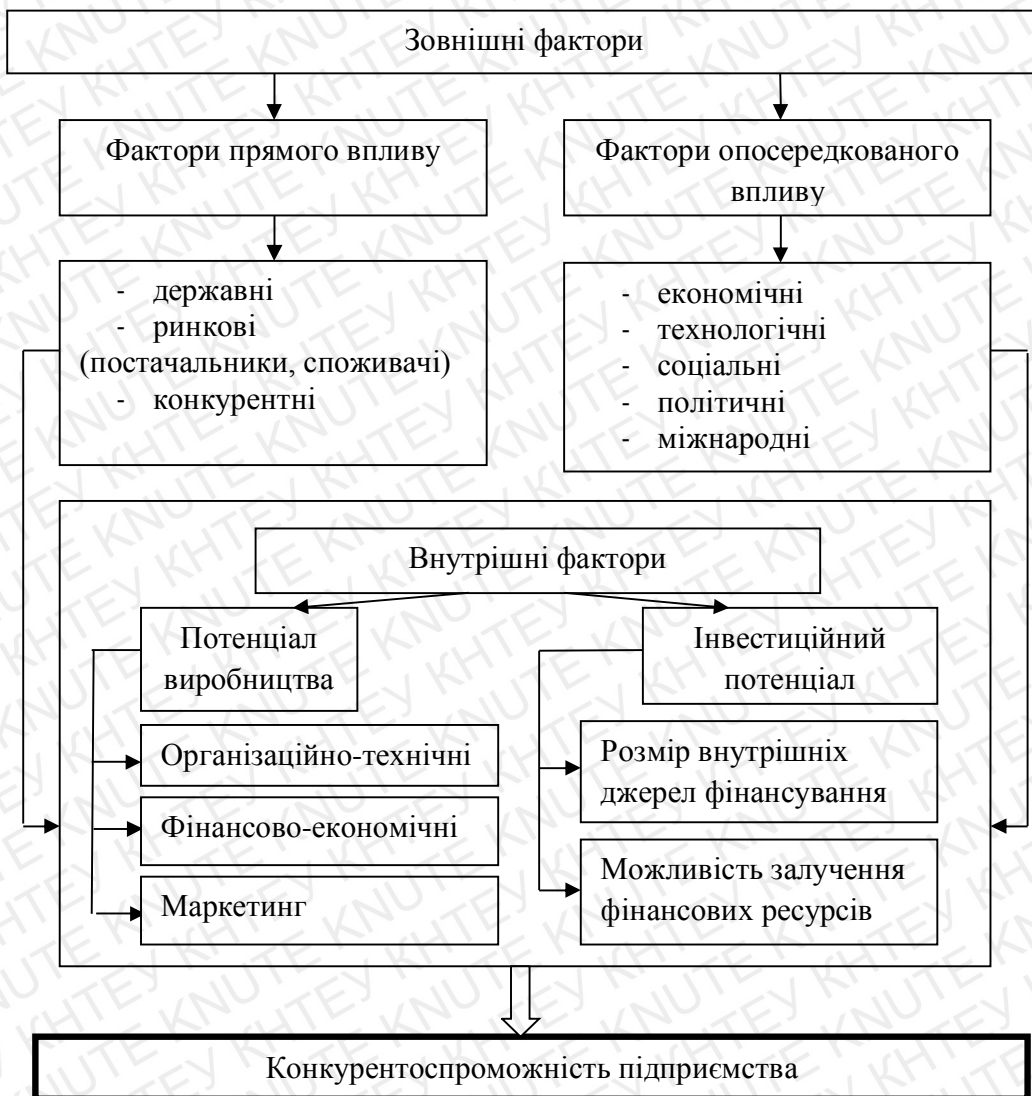 Зовнішні фактори
Фактори прямого впливу
Фактори опосередкованого
впливу
- державні
- ринкові
(постачальники, споживачі)
- конкурентні
- економічні
- технологічні
- соціальні
- політичні
- міжнародні
Внутрішні фактори
Потенціал
виробництва
Організаційно-технічні
Фінансово-економічні
Маркетинг
Інвестиційний
потенціал
Розмір внутрішніх
джерел фінансування
Можливість залучення
фінансових ресурсів
Конкурентоспроможність підприємства